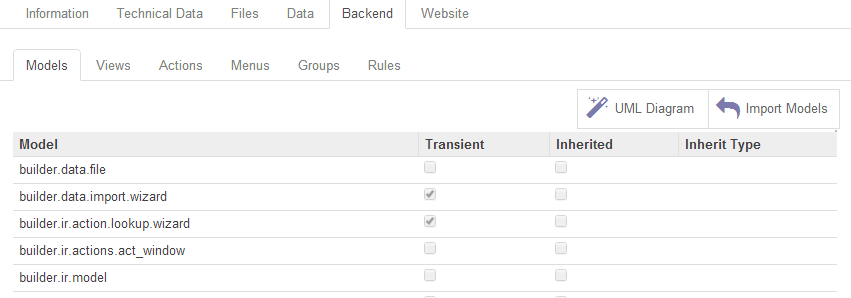 Information Technical Data Files Data Backend Website
Models Views Actions Menus Groups Rules
UML Diagram Import Models
Model Transient Inherited Inherit Type
builder.data.file
builder.data.import.wizard
builder.ir.action.lookup.wizard
builder.ir.actions.act_window
builder.ir.model